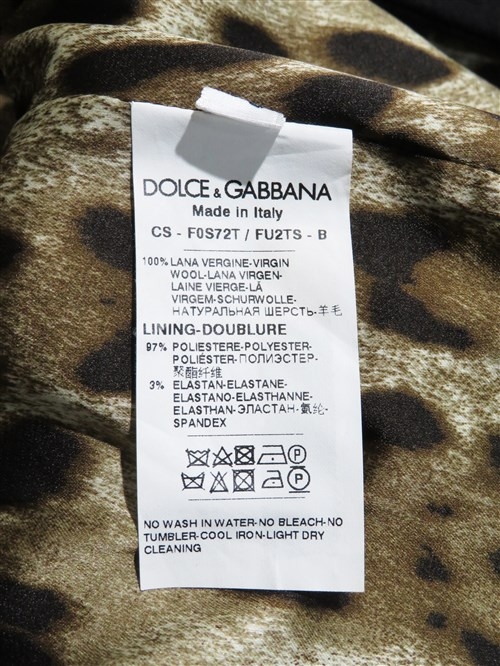 DOLCE & GABBANA
Made in Italy
CS - F0S72T / FU2TS - B
100% LANA VERGINE-VIRGIN
WOOL-LANA VIRGEN-
LAINE VIERGE-LÃ
VIRGEM-SCHURWOLLE-
НАТУРАЛЬНАЯ ШЕРСТЬ-羊毛
LINING-DOUBLURE
97% POLIESTERE-POLYESTER-
POLIÉSTER-ПОЛИЭСТЕР-
聚酯纤维
3% ELASTAN-ELASTANE-
ELASTANO-ELASTHANNE-
ELASTHAN-ЭЛАСТАН-氨纶-
SPANDEX
P
P
NO WASH IN WATER-NO BLEACH-NO
TUMBLER-COOL IRON-LIGHT DRY
CLEANING